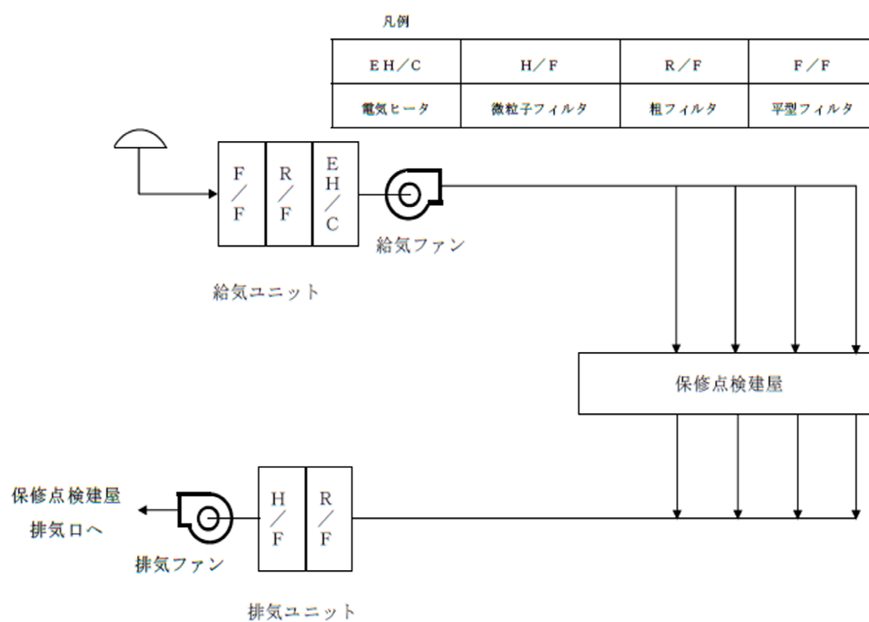 凡例
EH／C H／F R／F F／F
電気ヒータ 微粒子フィルタ 粗フィルタ 平型フィルタ
F／F R／F EH／C
給気ファン
給気ユニット
保修点検建屋
保修点検建屋
排気口へ
H／F R／F
排気ファン
排気ユニット